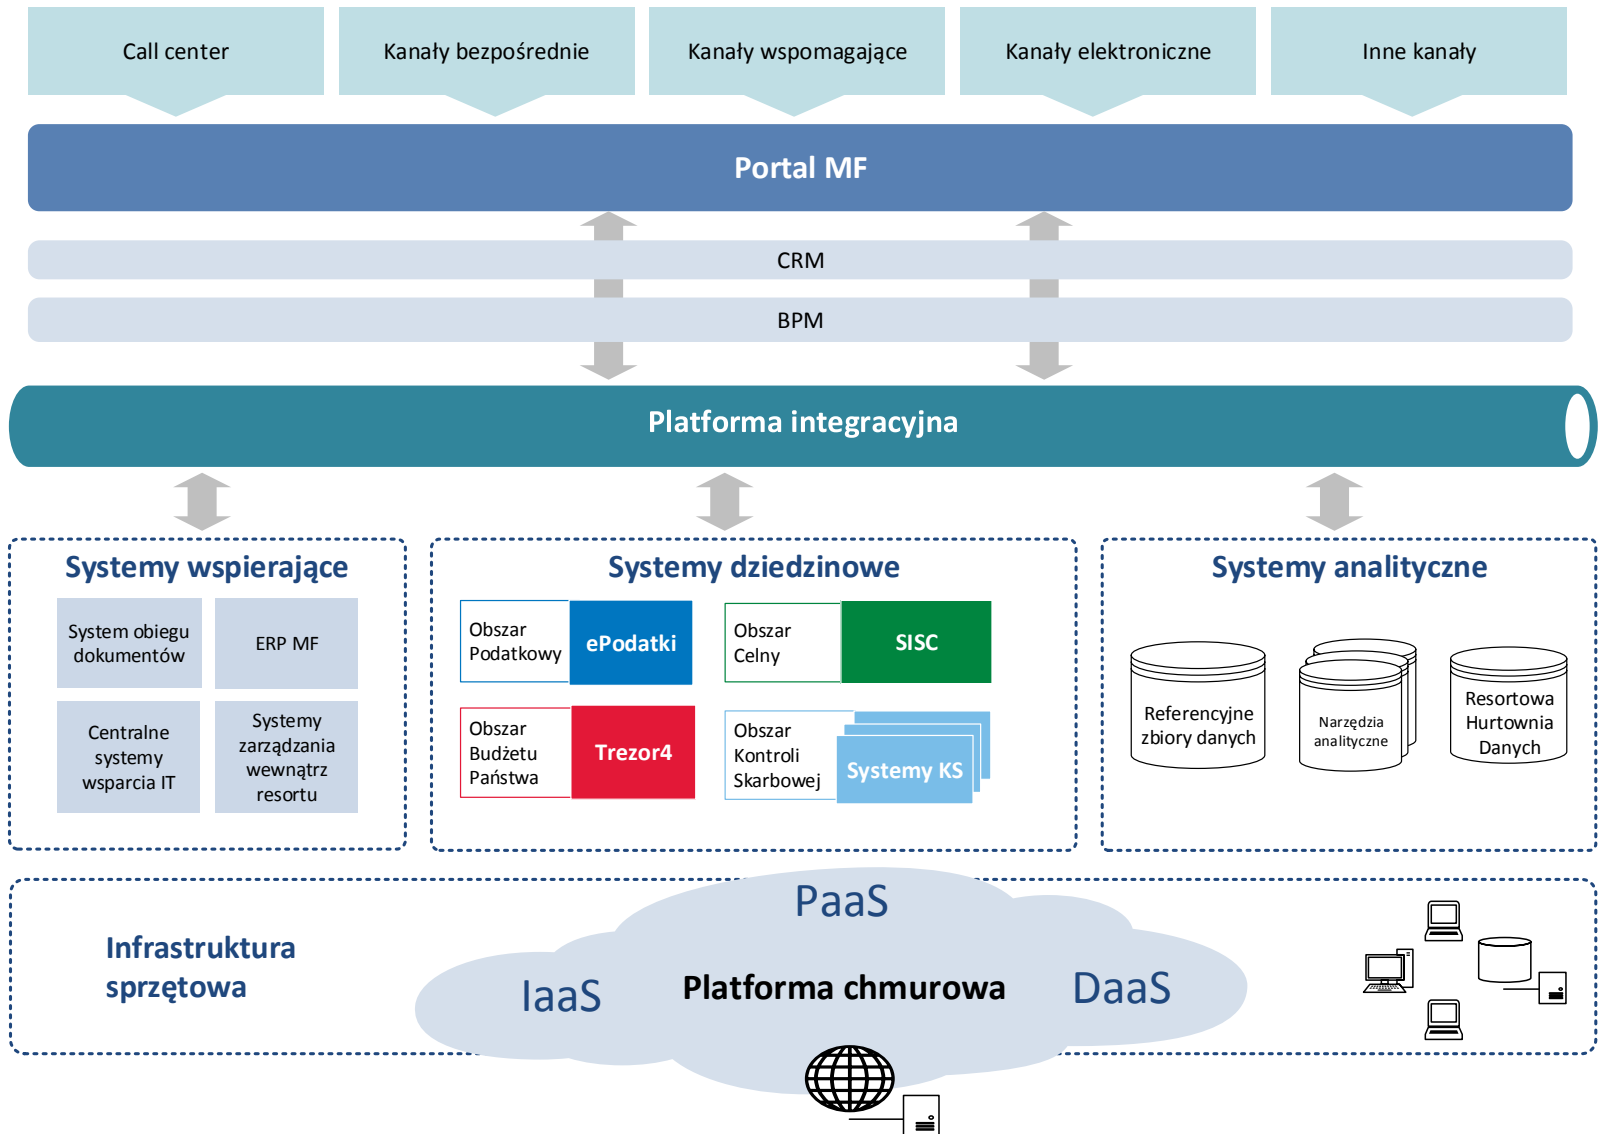 Call center
Kanały bezpośrednie
Kanały wspomagające
Kanały elektroniczne
Inne kanały
Portal MF
CRM
BPM
Platforma integracyjna
Systemy wspierające
System obiegu
dokumentów
ERP MF
Centralne
systemy
wsparcia IT
Systemy
zarządzania
wewnątrz
resortu
Systemy dziedzinowe
Obszar
Podatkowy
ePodatki
Obszar
Celny
SISC
Obszar
Budżetu
Państwa
Trezor4
Obszar
Kontroli
Skarbowej
Systemy KS
Systemy analityczne
Referencyjne
zbiory danych
Narzędzia
analityczne
Resortowa
Hurtownia
Danych
Infrastruktura
sprzętowa
PaaS
IaaS
Platforma chmurowa
DaaS